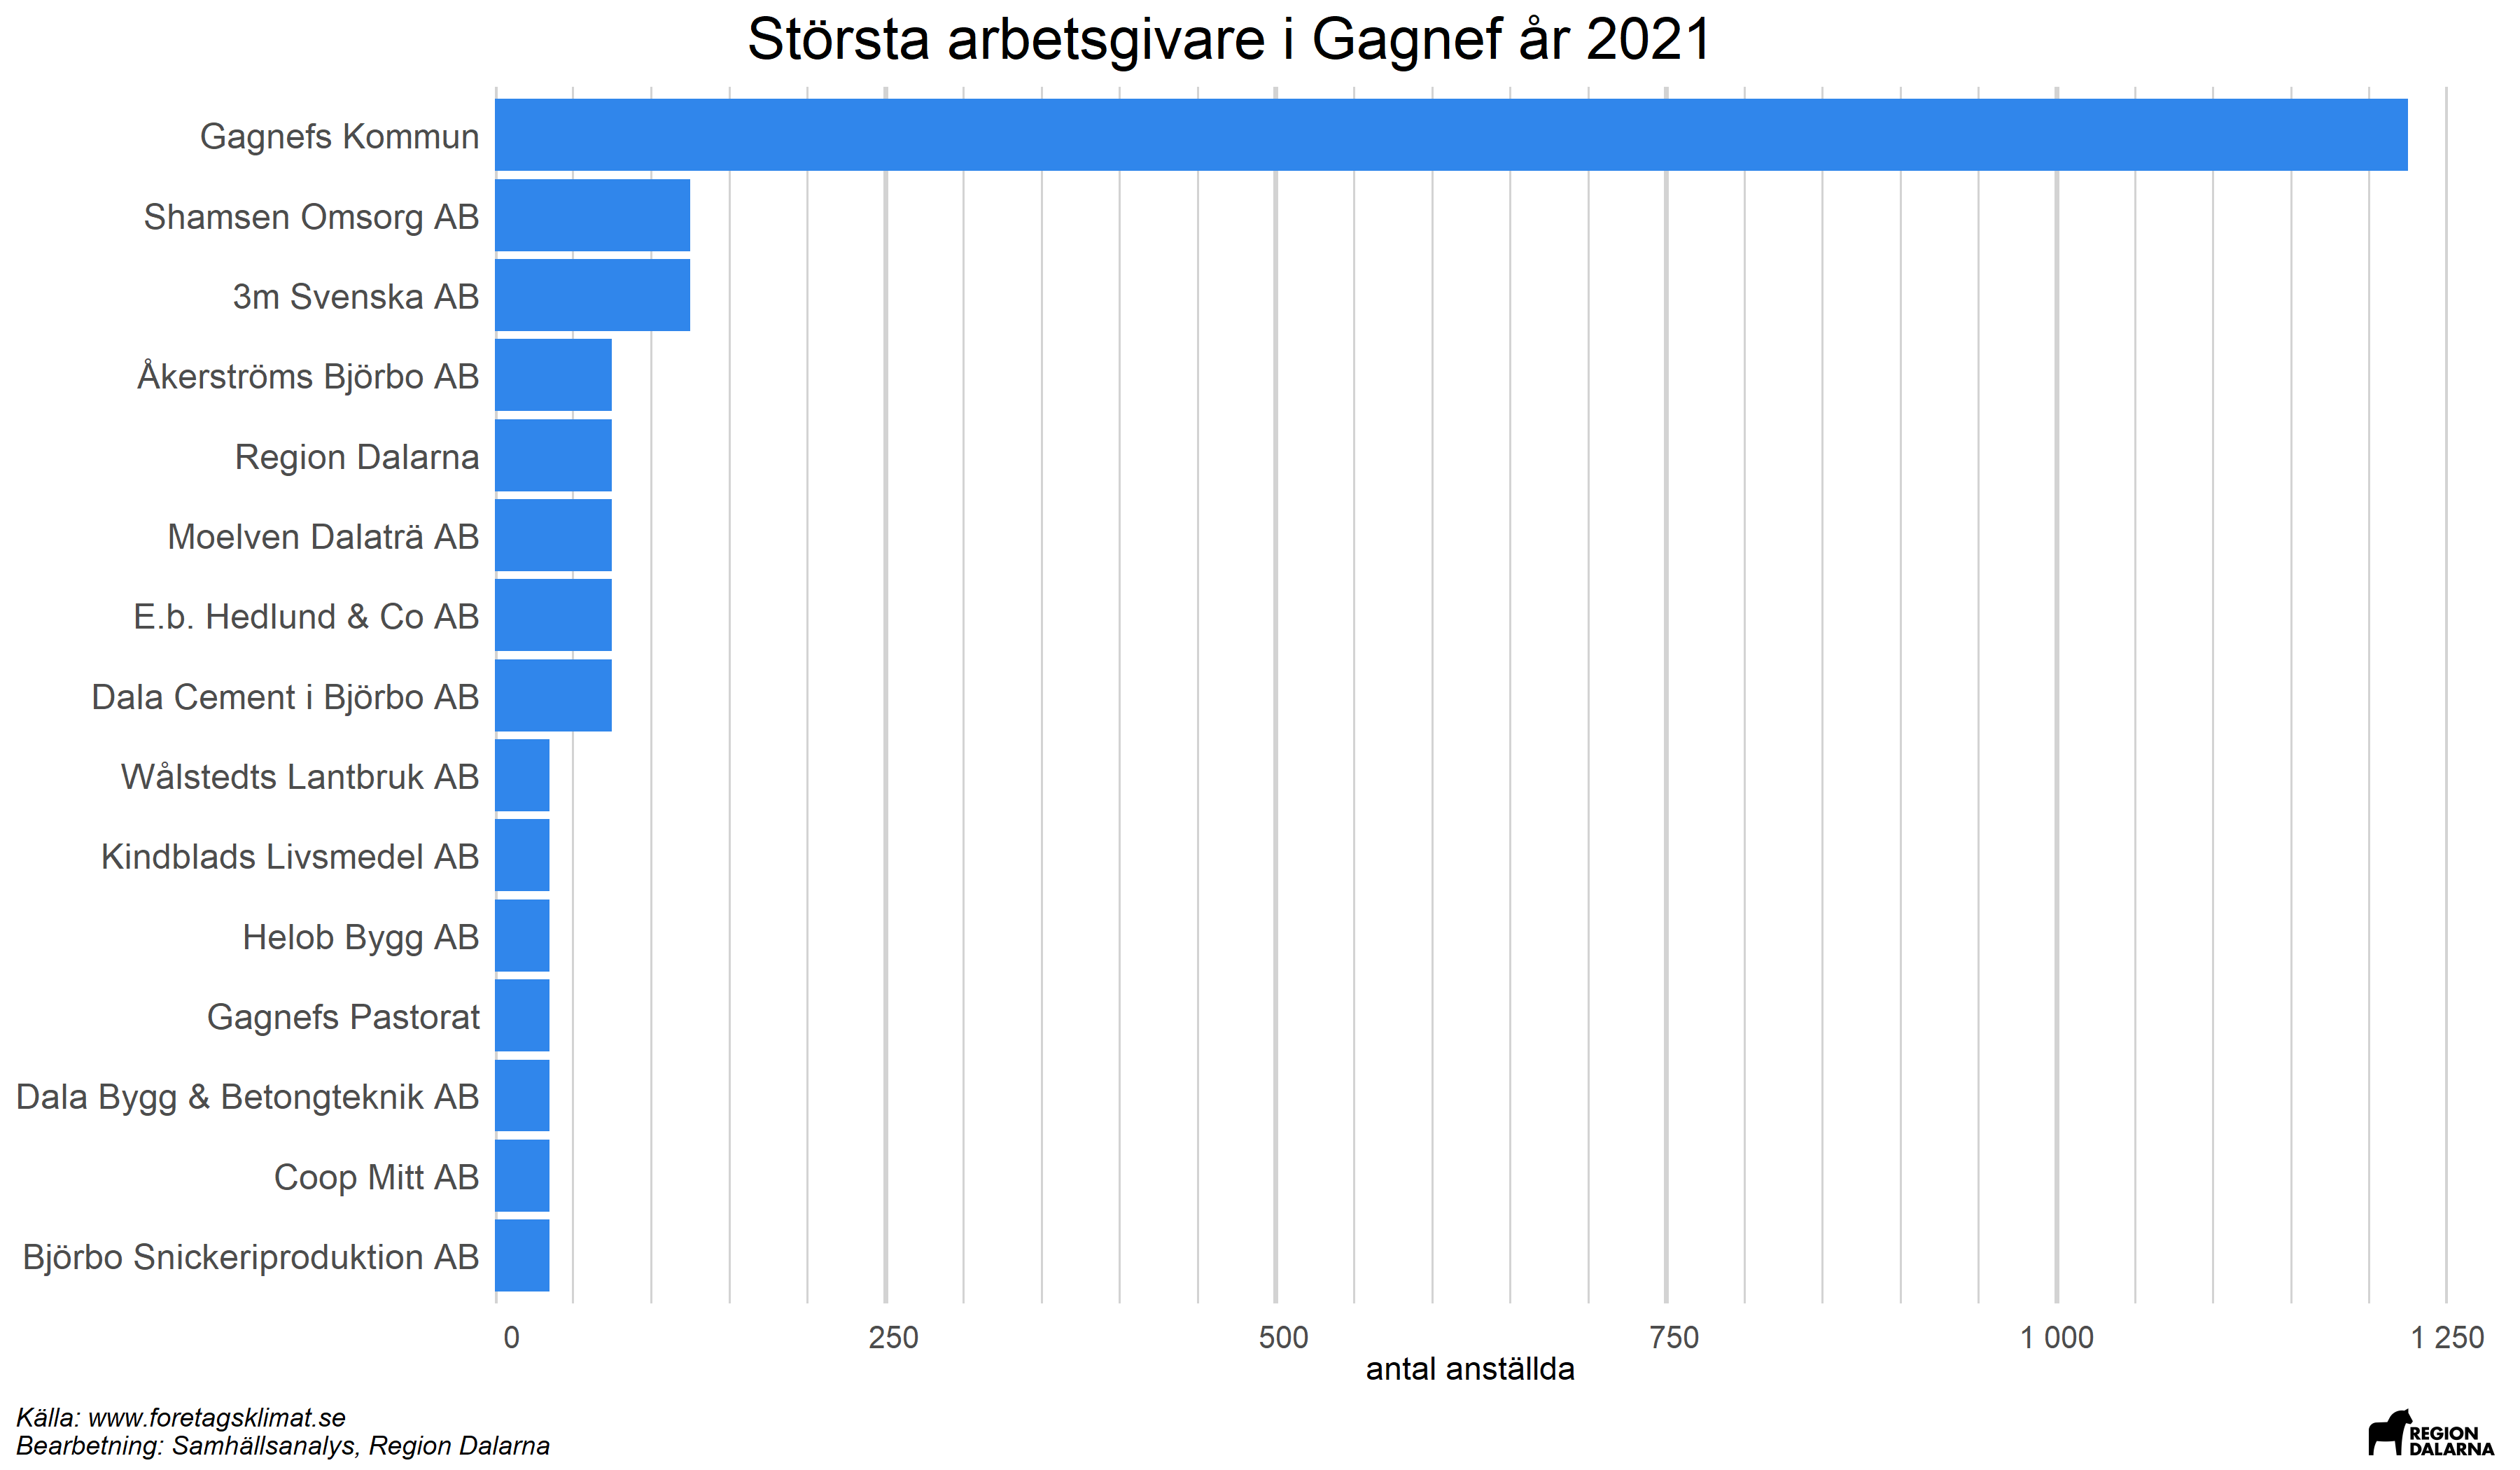 Största arbetsgivare i Gagnef år 2021
Gagnefs Kommun
Shamsen Omsorg AB
3m Svenska AB
Åkerströms Björbo AB
Region Dalarna
Moelven Dalaträ AB
E.b. Hedlund & Co AB
Dala Cement i Björbo AB
Wålstedts Lantbruk AB
Kindblads Livsmedel AB
Helob Bygg AB
Gagnefs Pastorat
Dala Bygg & Betongteknik AB
Coop Mitt AB
Björbo Snickeriproduktion AB
0 250 500 750 1 000 1 250
antal anställda
Källa: www.foretagsklimat.se
Bearbetning: Samhällsanalys, Region Dalarna
REGION
DALARNA